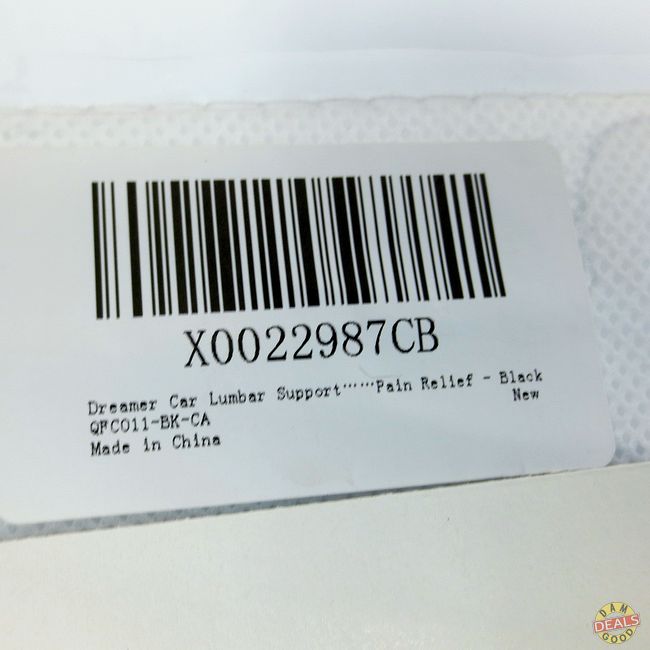 X0022987CB
Dreamer Car Lumbar Support……Pain Relief - Black
New
QFC011-BK-CA
Made in China
DAM
DEALS
GOOD